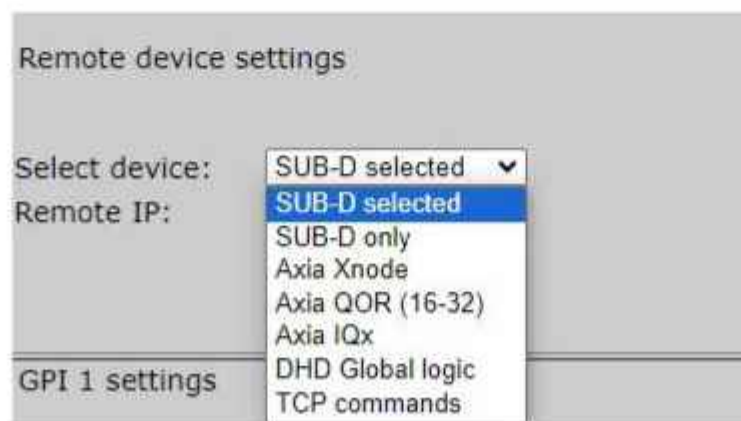 Remote device settings
Select device: SUB-D selected
Remote IP: SUB-D selected
SUB-D only
Axia Xnode
Axia QOR (16-32)
Axia IQx
DHD Global logic
GPI 1 settings
TCP commands